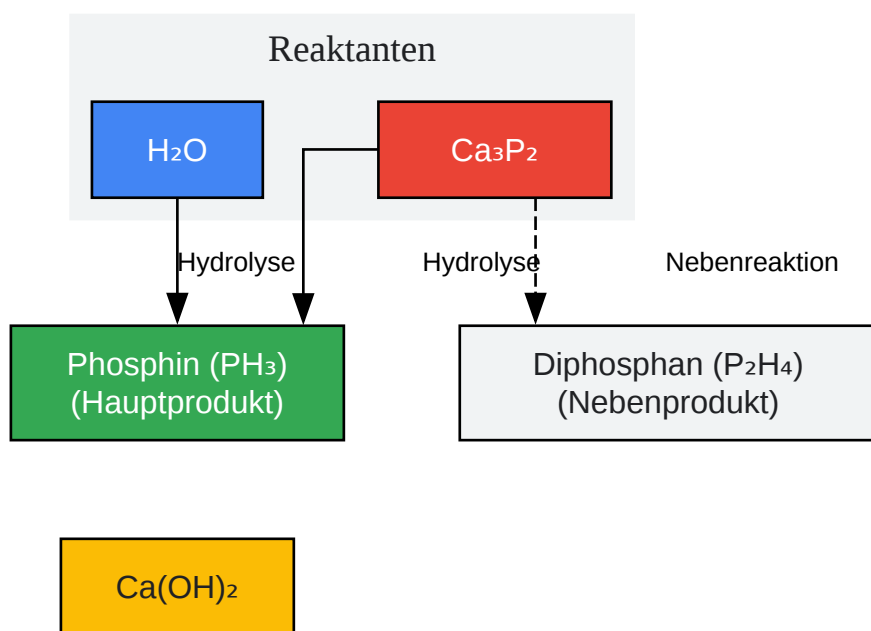 Reaktanten
H₂O
Ca₃P₂
Hydrolyse
Hydrolyse
Nebenreaktion
Phosphin (PH₃)
(Hauptprodukt)
Diphosphan (P₂H₄)
(Nebenprodukt)
Ca(OH)₂